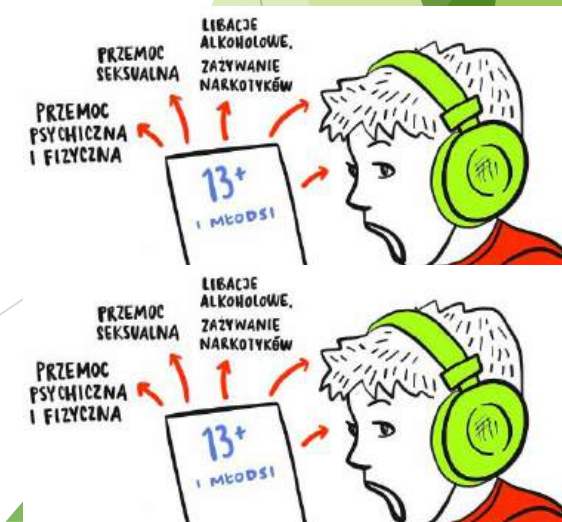 LIBACJE
ALKOHOLOWE,
ZAŻYWANIE
NARKOTYKÓW
PRZEMOC
SEKSUALNA
PRZEMOC
PSYCHICZNA
I FIZYCZNA
13+
I MŁODSI
LIBACJE
ALKOHOLOWE,
ZAŻYWANIE
NARKOTYKÓW
PRZEMOC
SEKSUALNA
PRZEMOC
PSYCHICZNA
I FIZYCZNA
13+
I MŁODSI